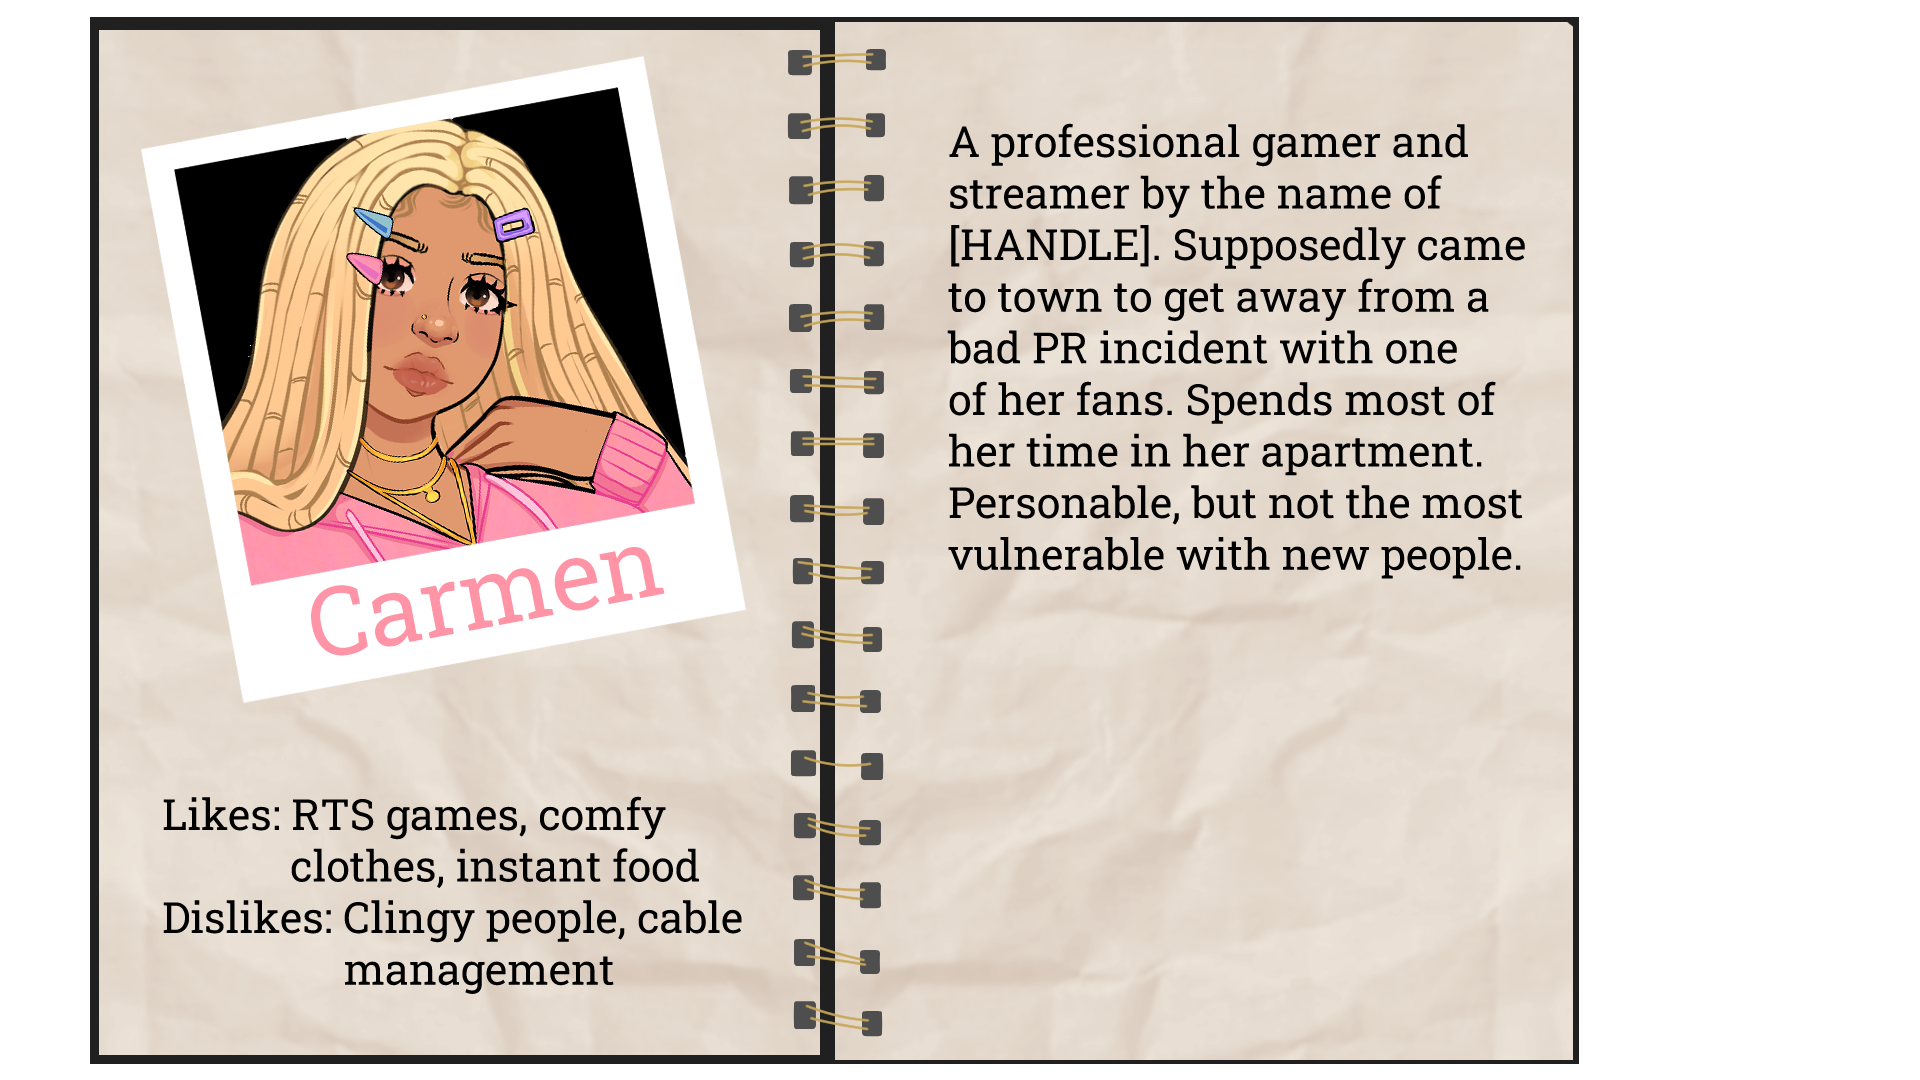 Carmen
Likes: RTS games, comfy
clothes, instant food
Dislikes: Clingy people, cable
management
A professional gamer and
streamer by the name of
[HANDLE]. Supposedly came
to town to get away from a
bad PR incident with one
of her fans. Spends most of
her time in her apartment.
Personable, but not the most
vulnerable with new people.